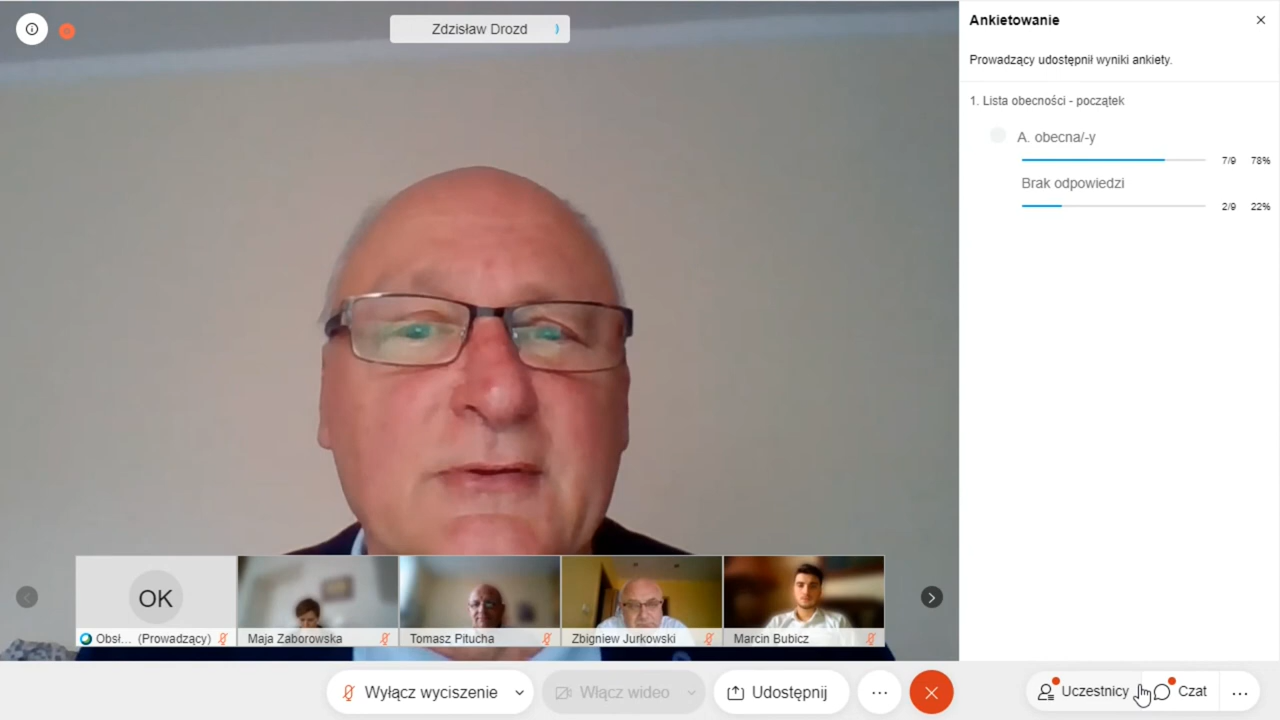 Zdzisław Drozd
Ankietowanie
Prowadzący udostępnił wyniki ankiety.
1. Lista obecności - początek
A. obecna/-y
7/9 78%
Brak odpowiedzi
2/9 22%
OK
Obsł... (Prowadzący)
Maja Zaborowska
Tomasz Pitucha
Zbigniew Jurkowski
Marcin Bubicz
Wyłącz wyciszenie
Włącz wideo
Udostępnij
Uczestnicy
Czat